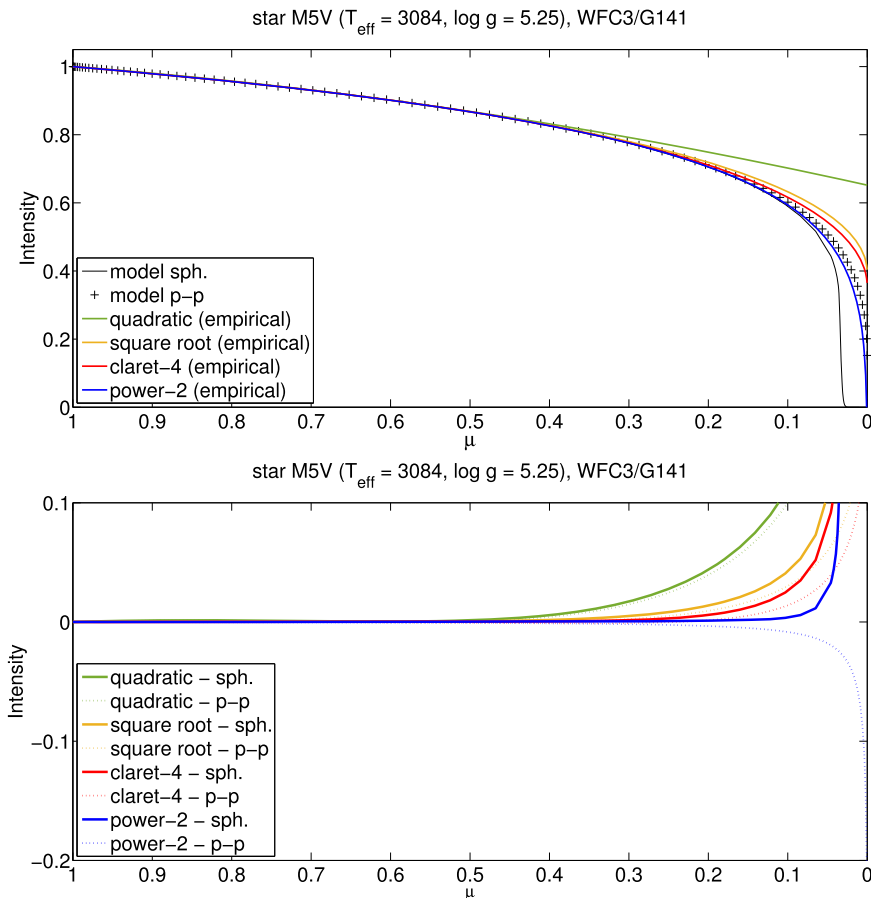 star M5V (T_eff = 3084, log g = 5.25), WFC3/G141
1
0.8
0.6
0.4
0.2
0
Intensity
model sph.
model p−p
quadratic (empirical)
square root (empirical)
claret−4 (empirical)
power−2 (empirical)
1 0.9 0.8 0.7 0.6 0.5 0.4 0.3 0.2 0.1 0
μ
star M5V (T_eff = 3084, log g = 5.25), WFC3/G141
0.1
0
−0.1
−0.2
Intensity
quadratic − sph.
quadratic − p−p
square root − sph.
square root − p−p
claret−4 − sph.
claret−4 − p−p
power−2 − sph.
power−2 − p−p
1 0.9 0.8 0.7 0.6 0.5 0.4 0.3 0.2 0.1 0
μ